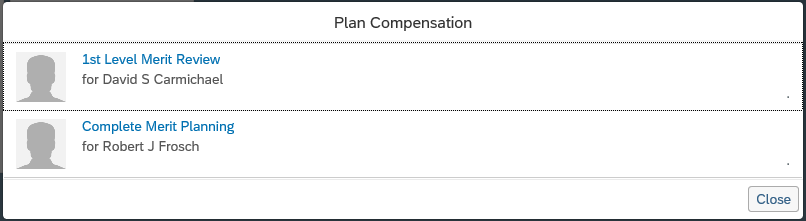 Plan Compensation
1st Level Merit Review
for David S Carmichael
.
Complete Merit Planning
for Robert J Frosch
.
Close